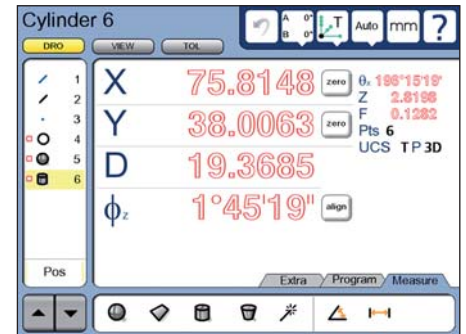 Cylinder 6
A 0°
B 0°
T
Auto
mm
?
DRO
VIEW
TOL
1
2
3
4
5
6
Pos
X 75.8148 zero
Y 38.0063 zero
D 19.3685
ϕz 1°45'19" align
θx 196°15'19"
Z 2.8198
F 0.1282
Pts 6
UCS T P 3D
Extra
Program
Measure